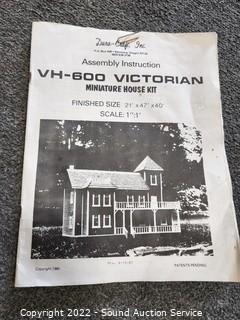 Dura-Craft, Inc.
Assembly Instruction
VH-600 VICTORIAN
MINIATURE HOUSE KIT
FINISHED SIZE 21" x 47" x 40"
SCALE: 1":1'
Copyright 1980
PATENTS PENDING
Copyright © 2022 - Sound Auction Service